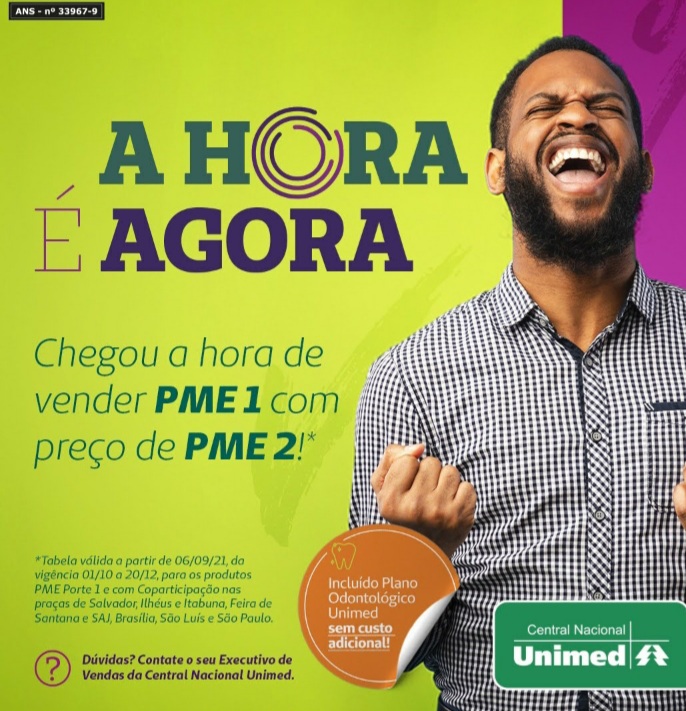 ANS - nº 33967-9
A HORA
É AGORA
Chegou a hora de
vender PME 1 com
preço de PME 2!*
*Tabela válida a partir de 06/09/21, da
vigência 01/10 a 20/12, para os produtos
PME Porte 1 e com Coparticipação nas
praças de Salvador, Ilhéus e Itabuna, Feira de
Santana e SAJ, Brasília, São Luís e São Paulo.
? Dúvidas? Contate o seu Executivo de
Vendas da Central Nacional Unimed.
Incluído Plano
Odontológico
Unimed
sem custo
adicional!
Central Nacional
Unimed